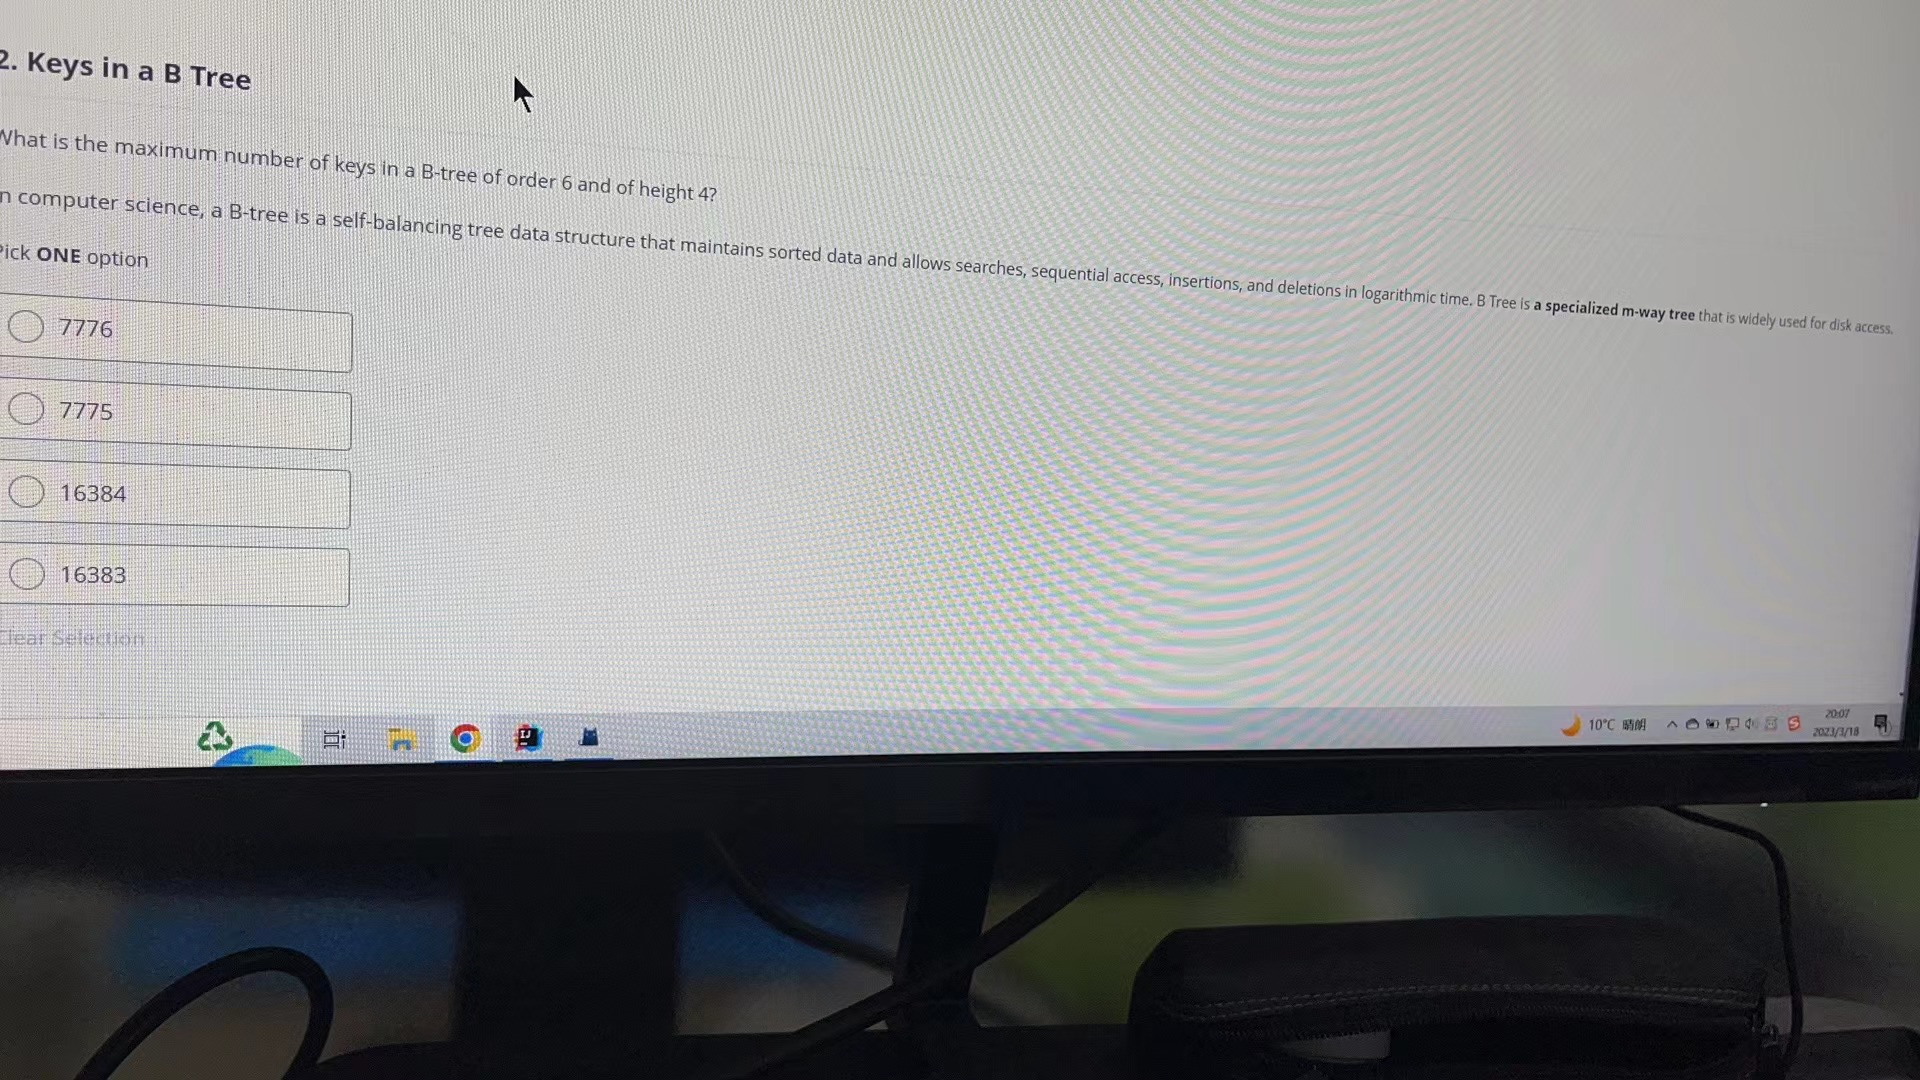 2. Keys in a B Tree
What is the maximum number of keys in a B-tree of order 6 and of height 4?
n computer science, a B-tree is a self-balancing tree data structure that maintains sorted data and allows searches, sequential access, insertions, and deletions in logarithmic time. B Tree is a specialized m-way tree that is widely used for disk access.
Pick ONE option
7776
7775
16384
16383
Clear Selection
10°C 晴朗
20:07
2023/3/18